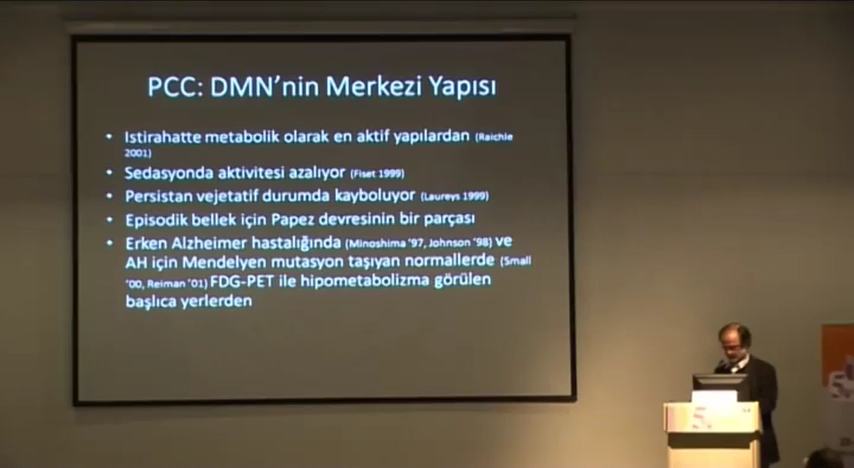 PCC: DMN’nin Merkezi Yapısı
• Istirahatte metabolik olarak en aktif yapılardan (Raichle
2001)
• Sedasyonda aktivitesi azalıyor (Fiset 1999)
• Persistan vejetatif durumda kayboluyor (Laureys 1999)
• Episodik bellek için Papez devresinin bir parçası
• Erken Alzheimer hastalığında (Minoshima ’97, Johnson ’98) ve
AH için Mendelyen mutasyon taşıyan normallerde (Small
’00, Reiman ’01) FDG-PET ile hipometabolizma görülen
başlıca yerlerden